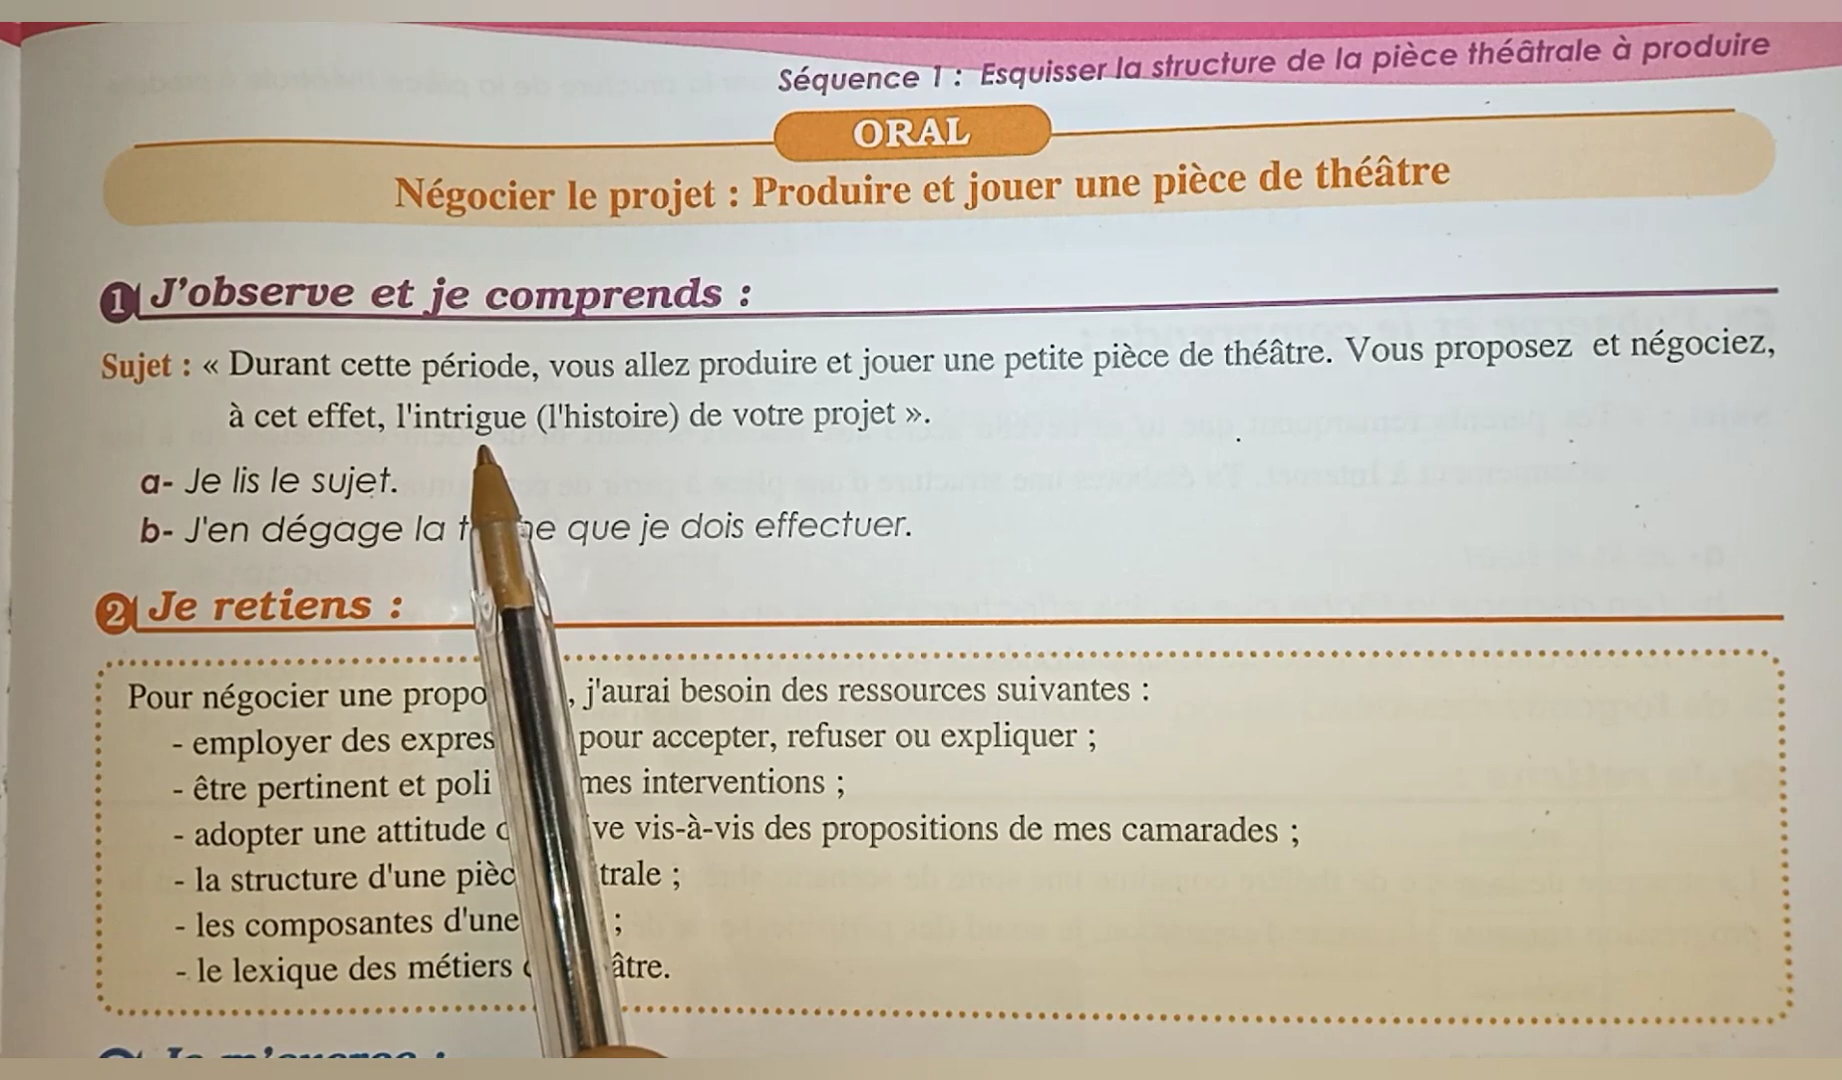 Séquence 1 : Esquisser la structure de la pièce théâtrale à produire
ORAL
Négocier le projet : Produire et jouer une pièce de théâtre
1 J'observe et je comprends :
Sujet : « Durant cette période, vous allez produire et jouer une petite pièce de théâtre. Vous proposez et négociez,
à cet effet, l'intrigue (l'histoire) de votre projet ».
a- Je lis le sujet.
b- J'en dégage la que je dois effectuer.
2 Je retiens :
Pour négocier une , j'aurai besoin des ressources suivantes :
- employer des pour accepter, refuser ou expliquer ;
- être pertinent et poli mes interventions ;
- adopter une attitude vis-à-vis des propositions de mes camarades ;
- la structure d'une ;
- les composantes d'une ;
- le lexique des métiers .